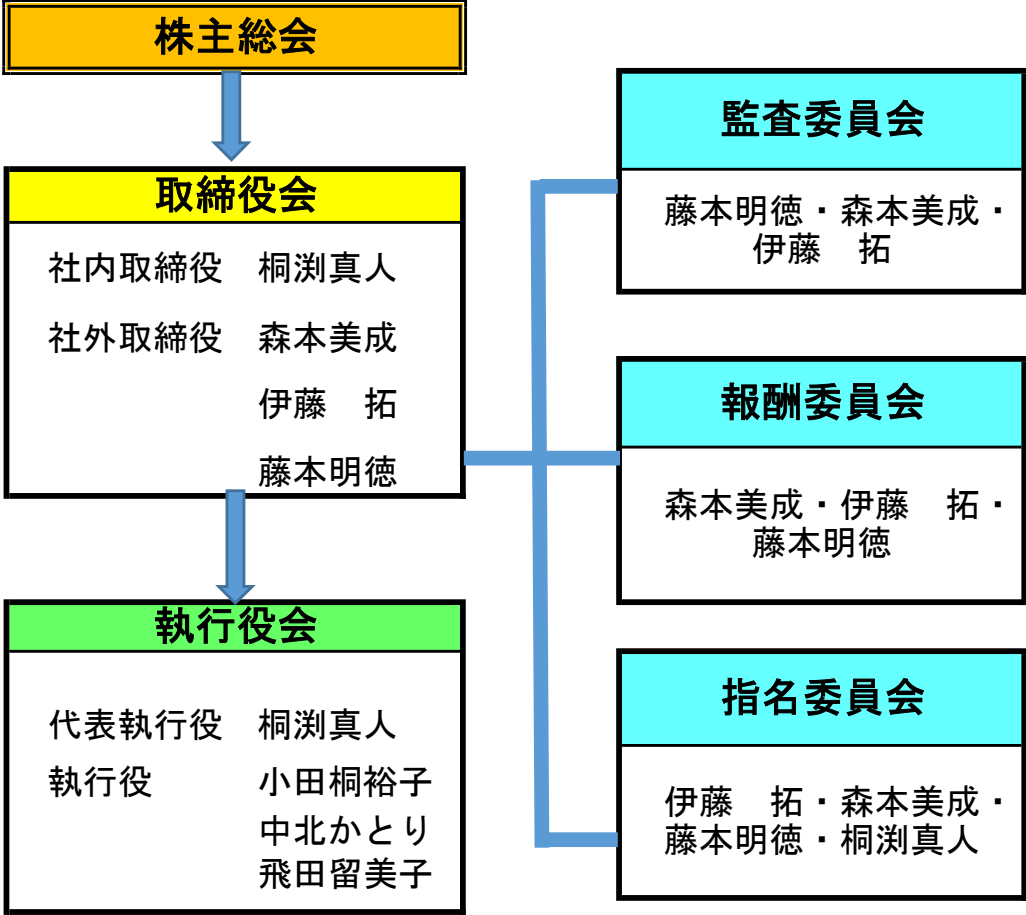 株主総会
取締役会
社内取締役　桐渕真人
社外取締役　森本美成
伊藤　拓
藤本明徳
執行役会
代表執行役　桐渕真人
執行役　小田桐裕子
中北かとり
飛田留美子
監査委員会
藤本明徳・森本美成・
伊藤　拓
報酬委員会
森本美成・伊藤　拓・
藤本明徳
指名委員会
伊藤　拓・森本美成・
藤本明徳・桐渕真人